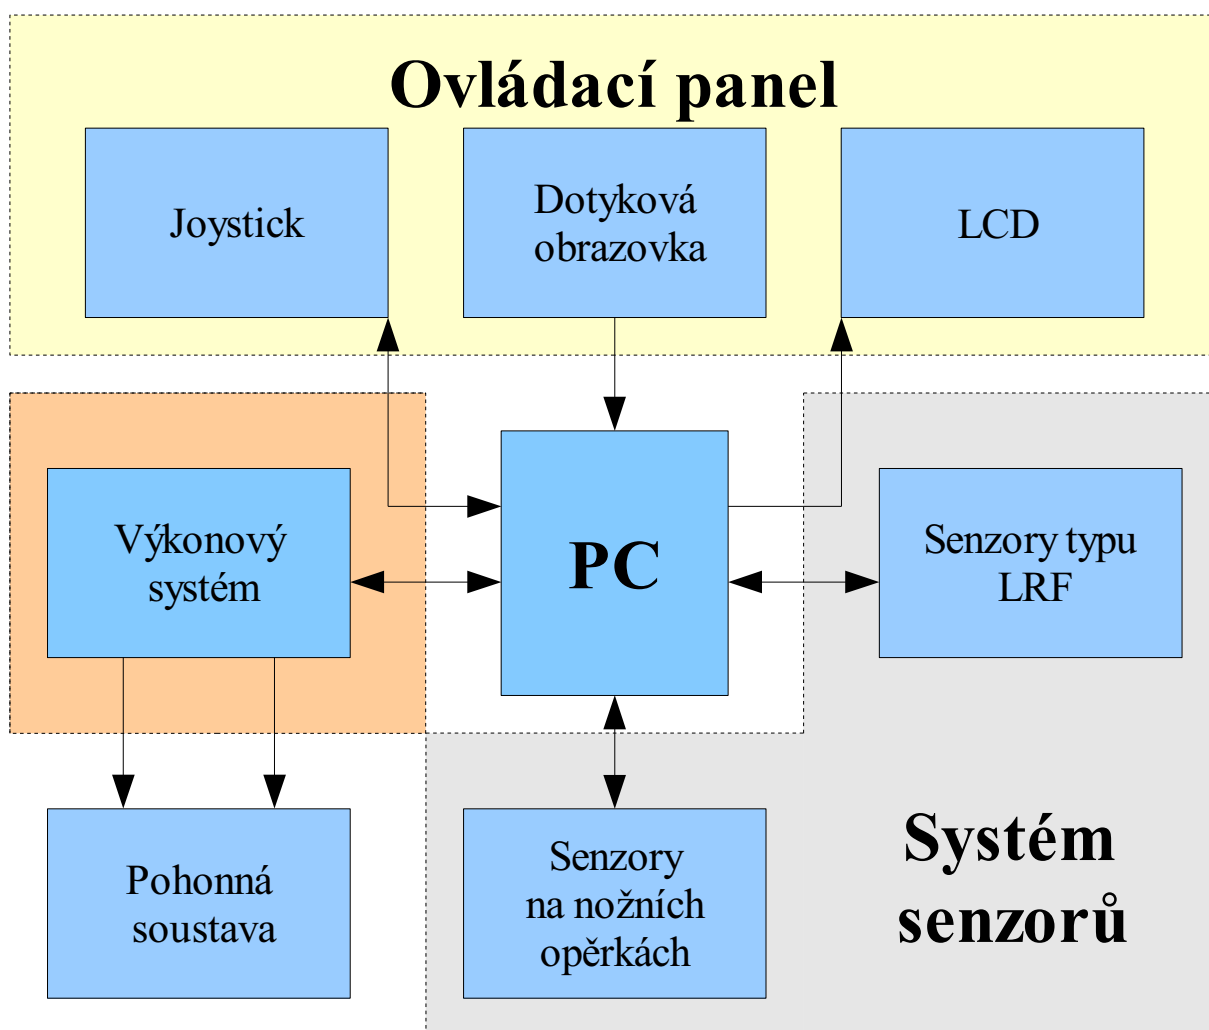 Ovládací panel
Joystick
Dotyková
obrazovka
LCD
Výkonový
systém
PC
Senzory typu
LRF
Pohonná
soustava
Senzory
na nožních
opěrkách
Systém
senzorů